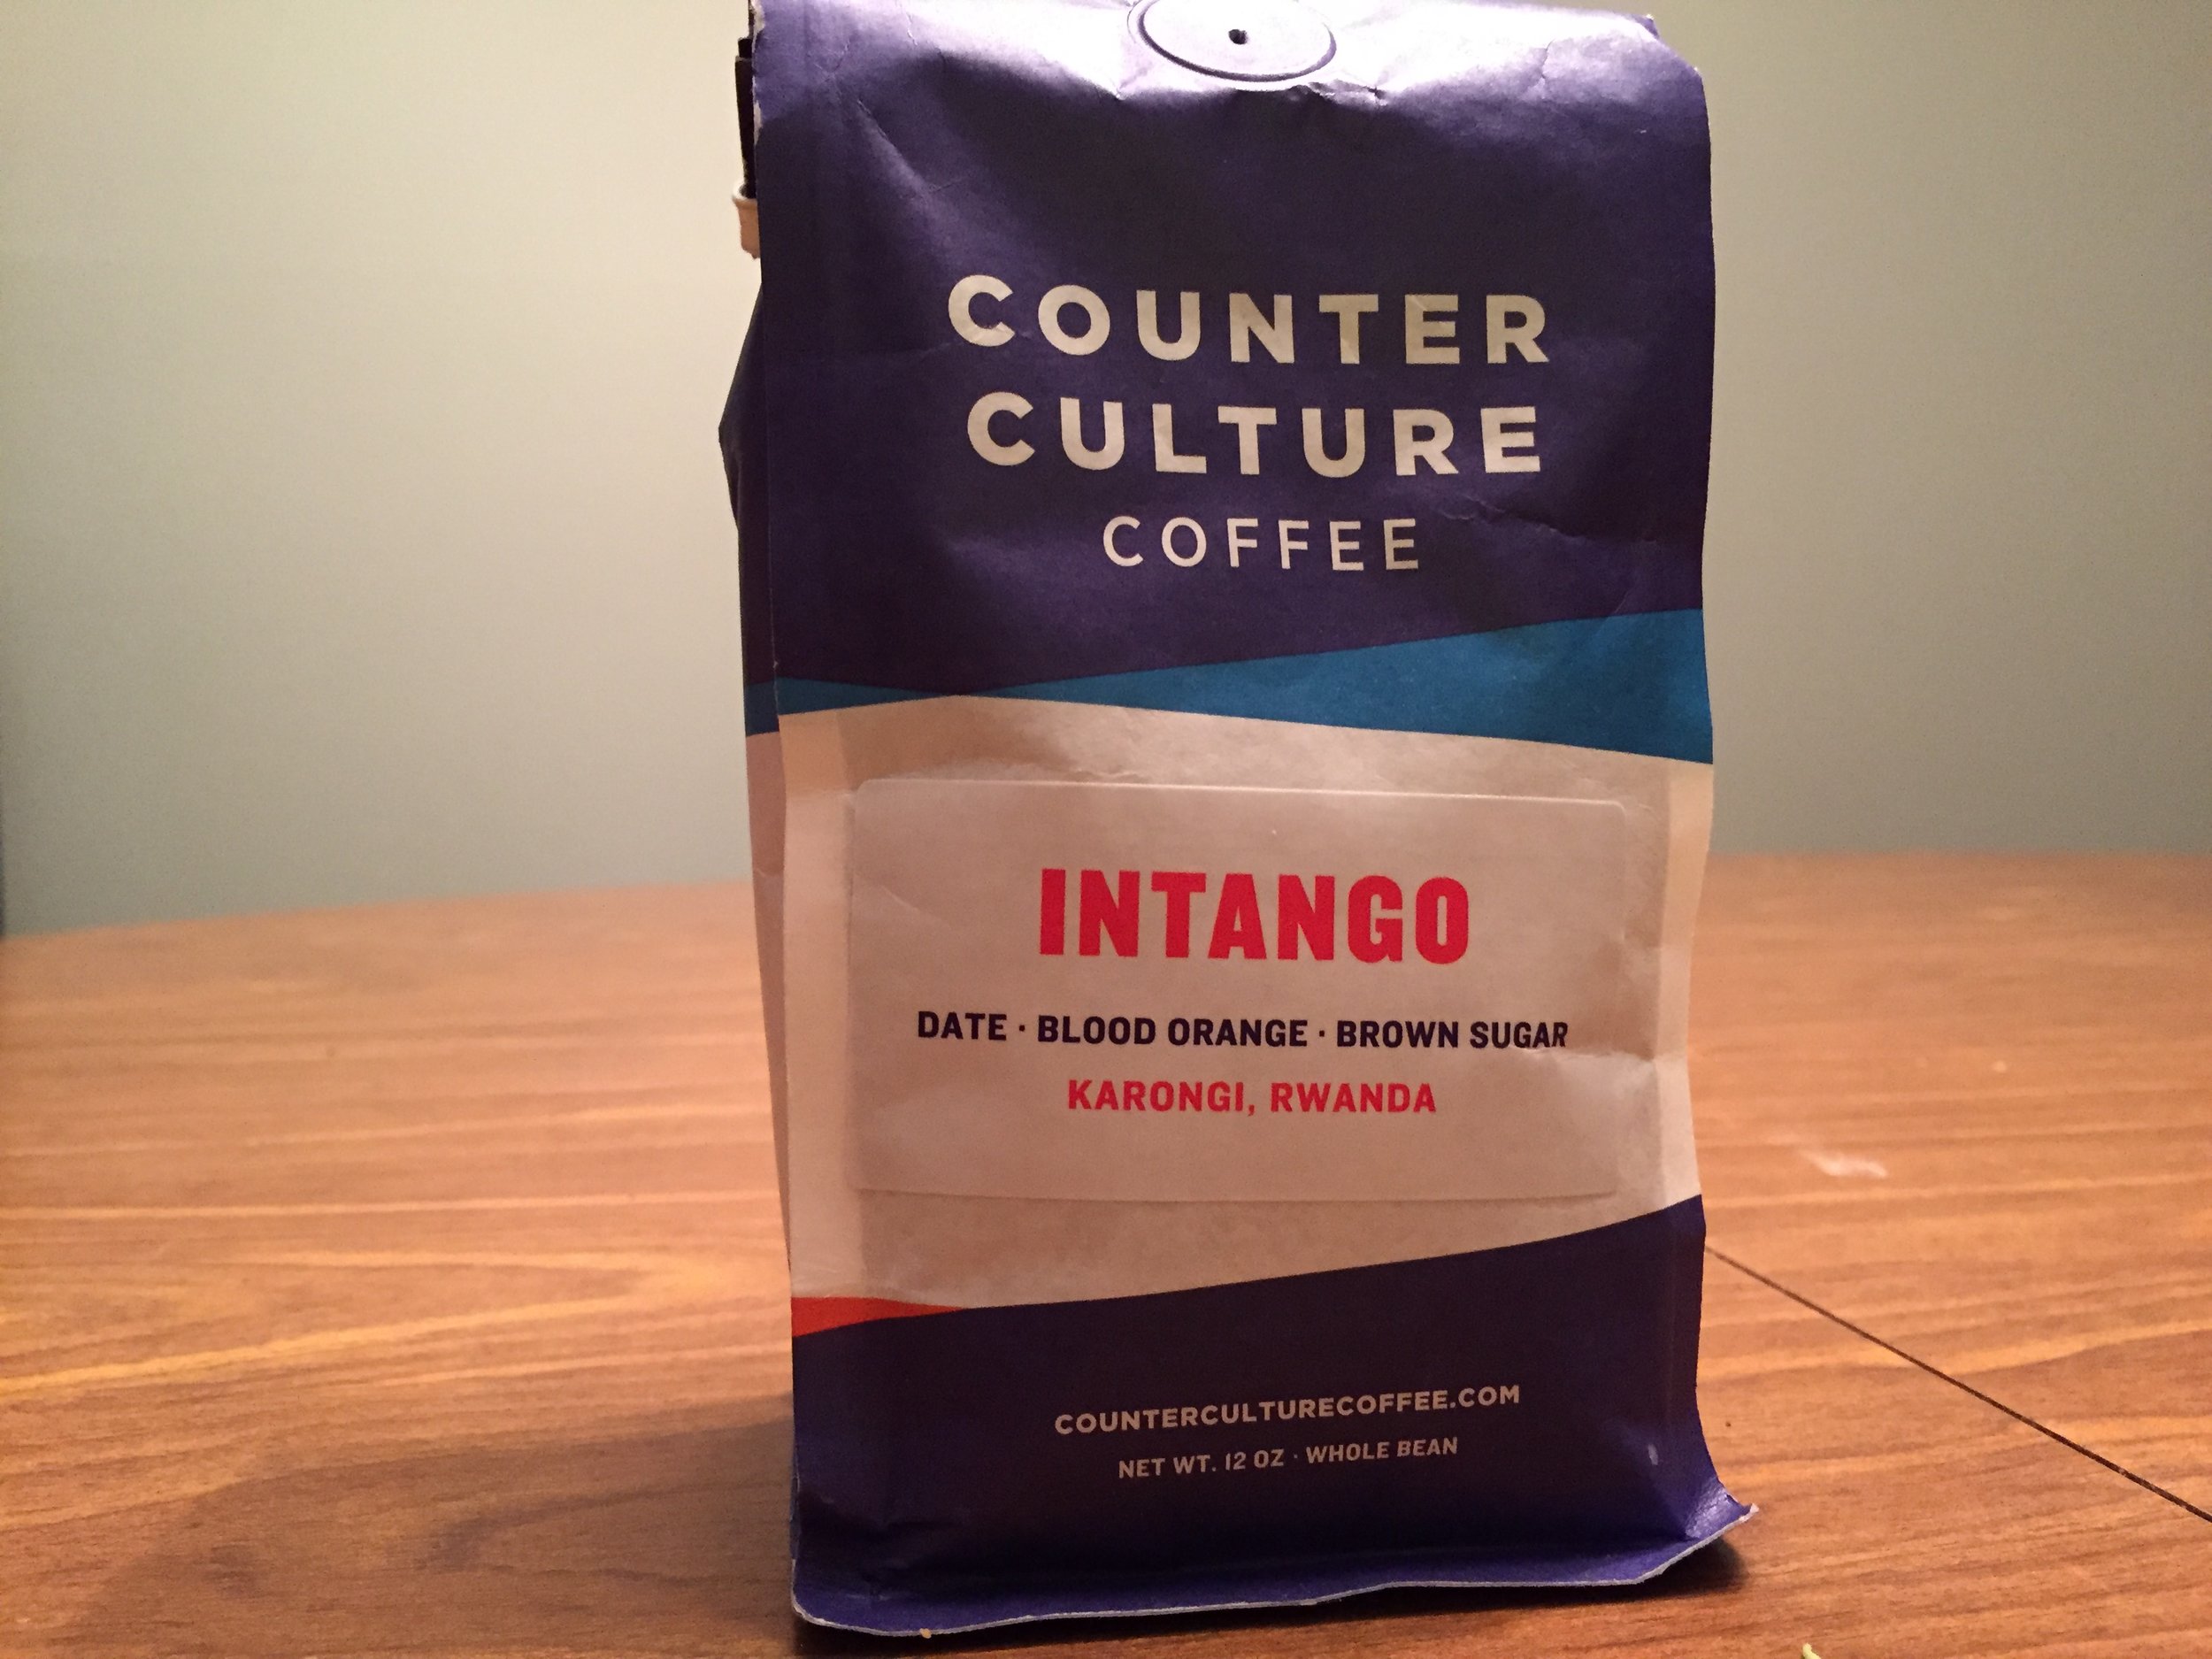 COUNTER
CULTURE
COFFEE
INTANGO
DATE · BLOOD ORANGE · BROWN SUGAR
KARONGI, RWANDA
COUNTERCULTURECOFFEE.COM
NET WT. 12 OZ · WHOLE BEAN